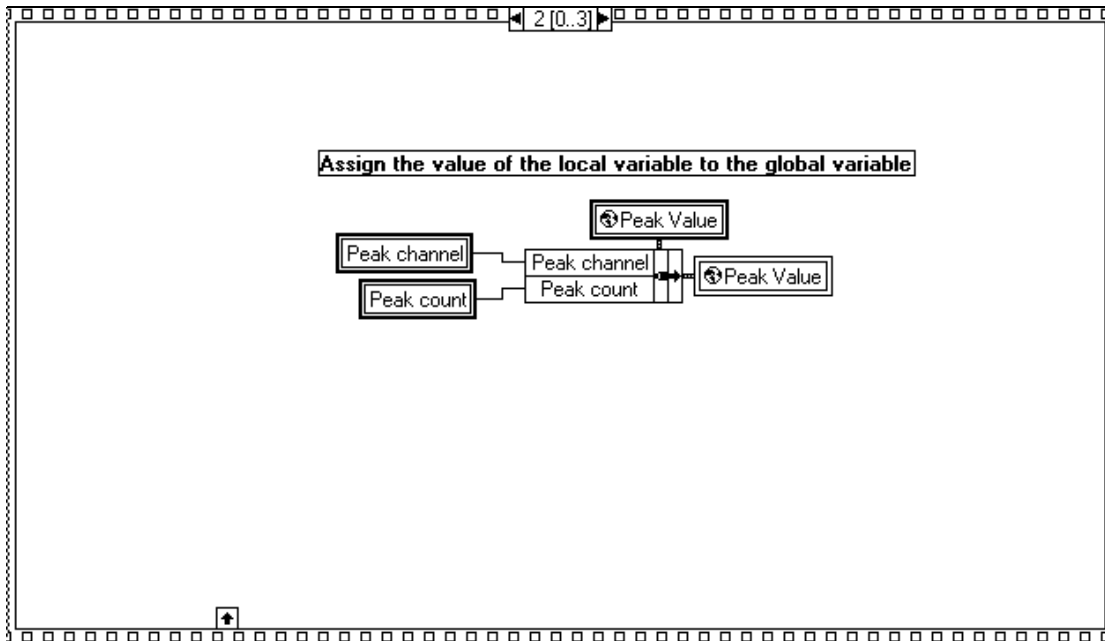 2 [0..3]
Assign the value of the local variable to the global variable
Peak Value
Peak channel
Peak channel
Peak Value
Peak count
Peak count